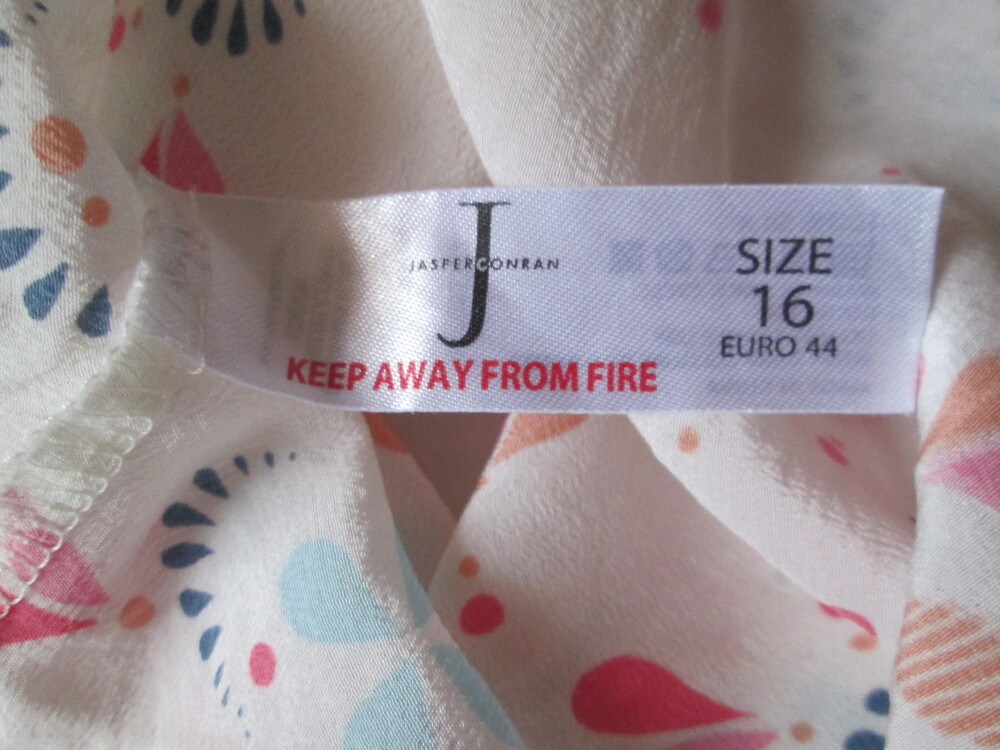 J
JASPERCONRAN
KEEP AWAY FROM FIRE
SIZE
16
EURO 44